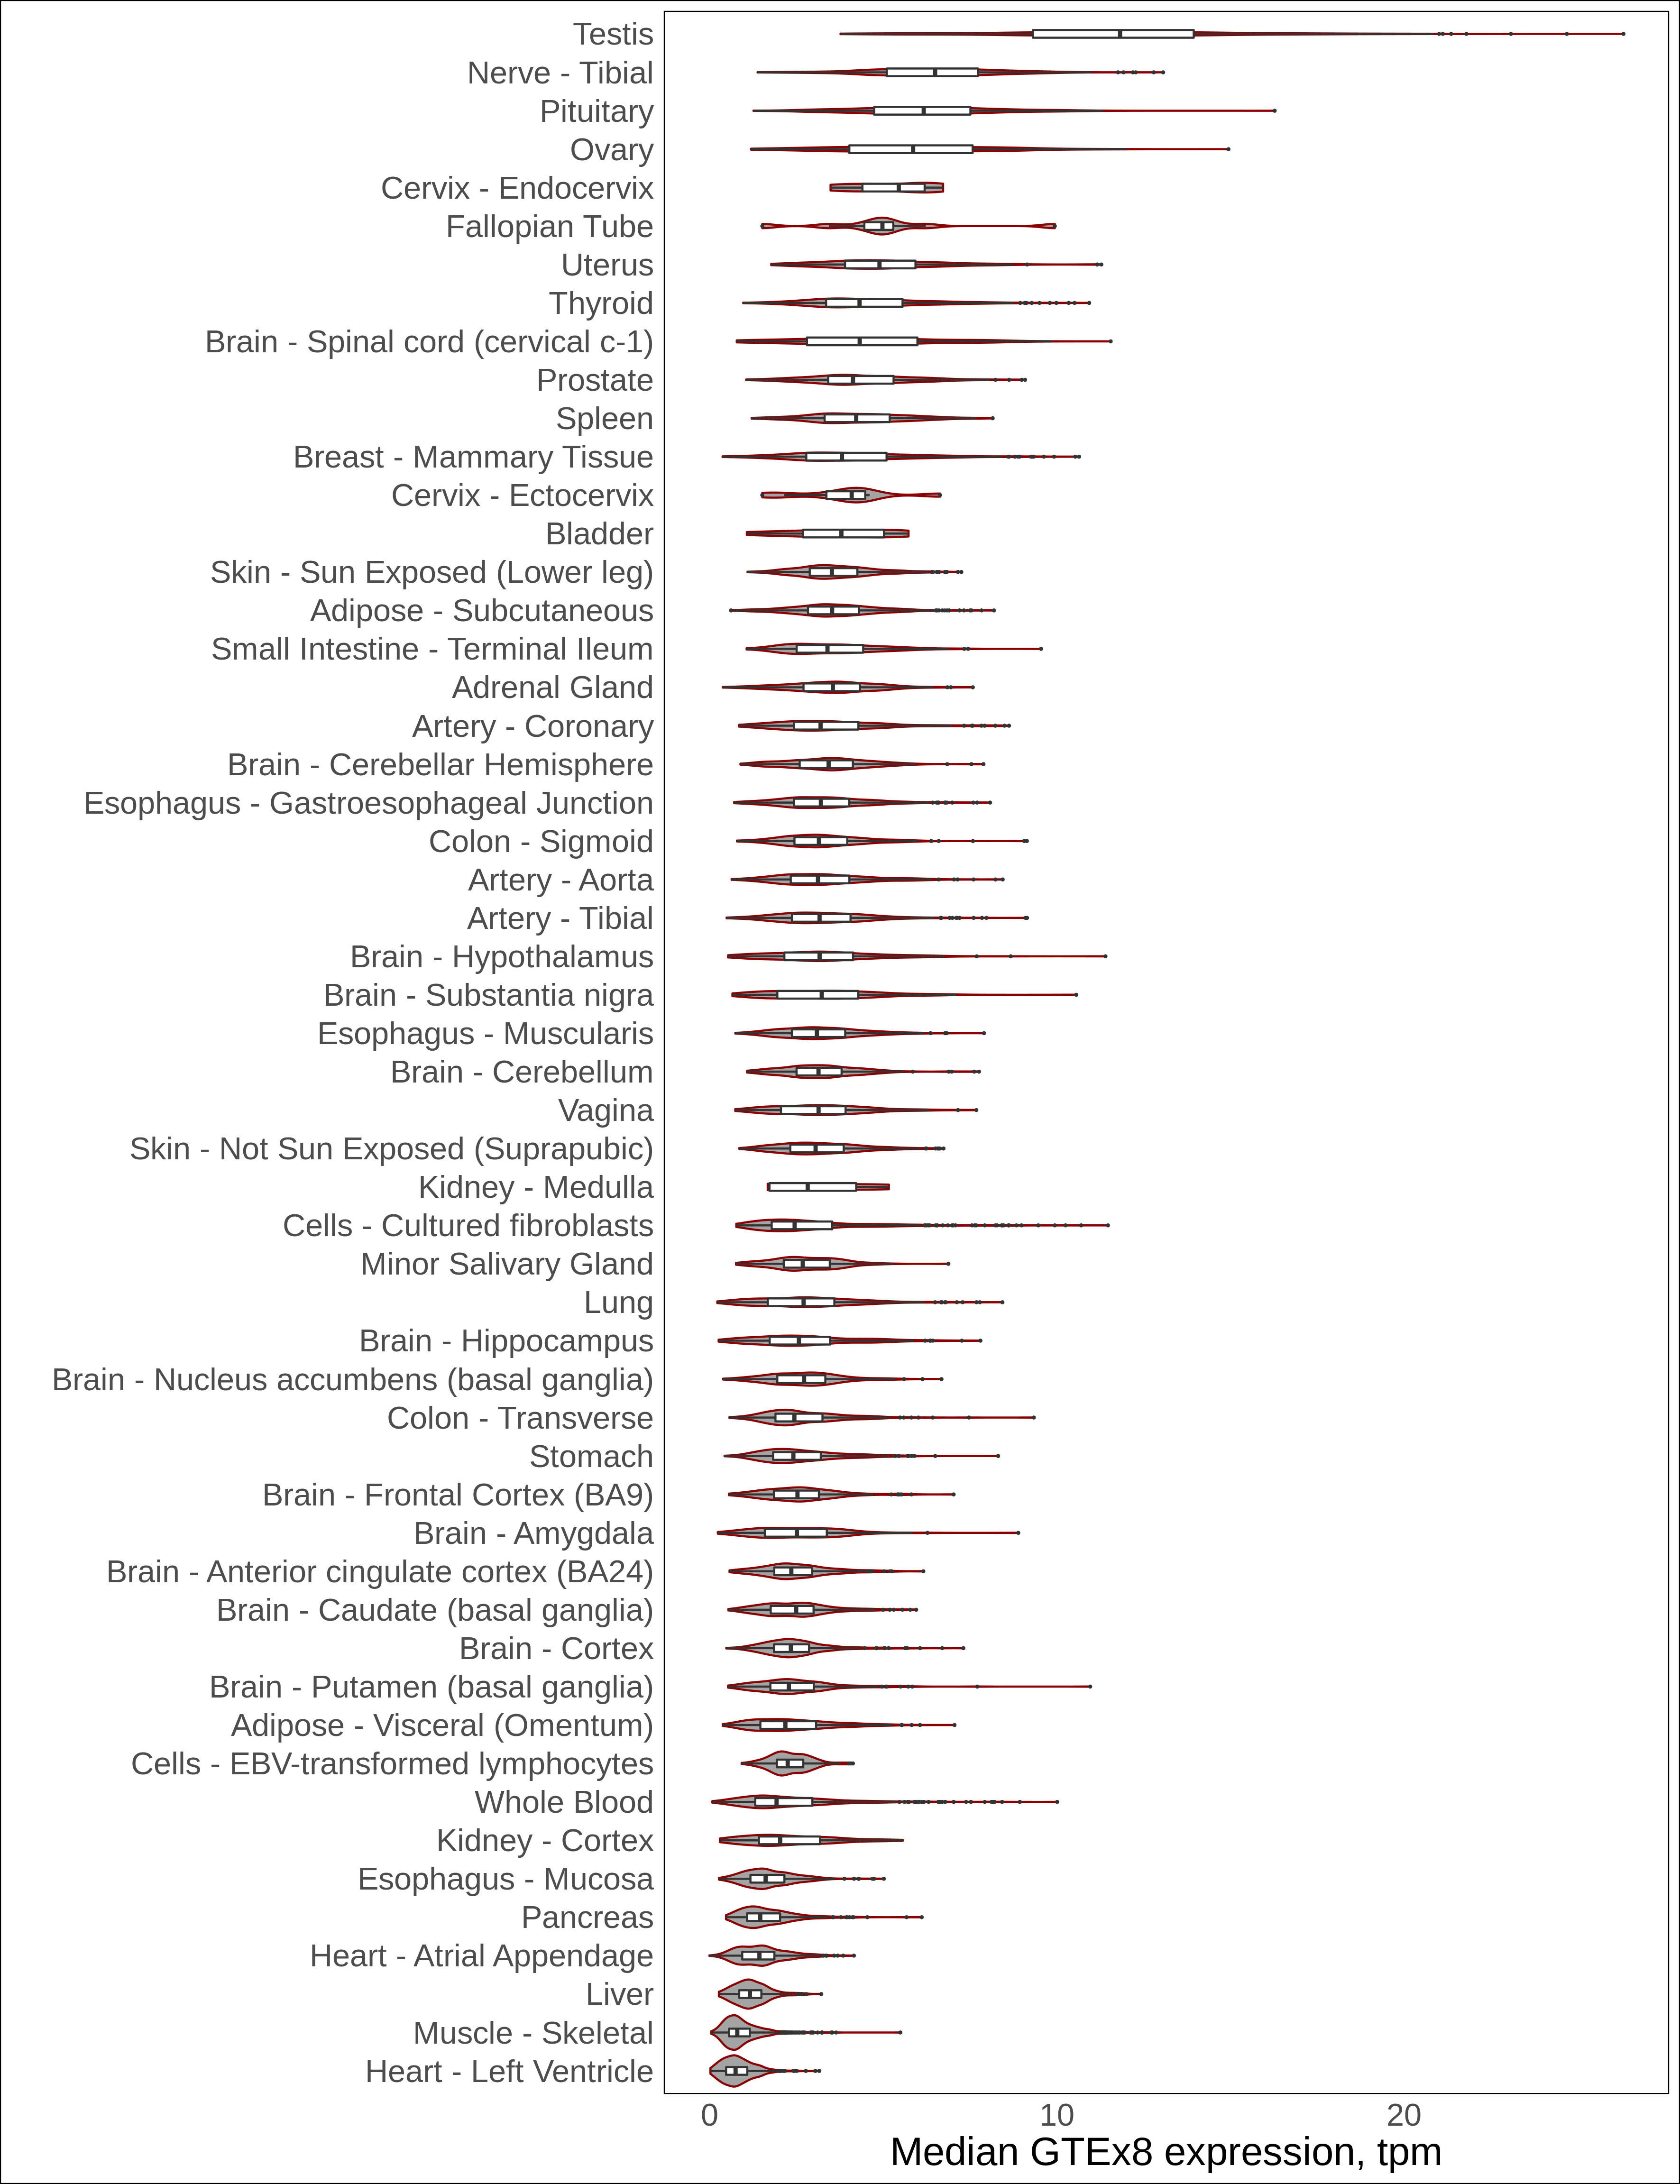 Testis
Nerve - Tibial
Pituitary
Ovary
Cervix - Endocervix
Fallopian Tube
Uterus
Thyroid
Brain - Spinal cord (cervical c-1)
Prostate
Spleen
Breast - Mammary Tissue
Cervix - Ectocervix
Bladder
Skin - Sun Exposed (Lower leg)
Adipose - Subcutaneous
Small Intestine - Terminal Ileum
Adrenal Gland
Artery - Coronary
Brain - Cerebellar Hemisphere
Esophagus - Gastroesophageal Junction
Colon - Sigmoid
Artery - Aorta
Artery - Tibial
Brain - Hypothalamus
Brain - Substantia nigra
Esophagus - Muscularis
Brain - Cerebellum
Vagina
Skin - Not Sun Exposed (Suprapubic)
Kidney - Medulla
Cells - Cultured fibroblasts
Minor Salivary Gland
Lung
Brain - Hippocampus
Brain - Nucleus accumbens (basal ganglia)
Colon - Transverse
Stomach
Brain - Frontal Cortex (BA9)
Brain - Amygdala
Brain - Anterior cingulate cortex (BA24)
Brain - Caudate (basal ganglia)
Brain - Cortex
Brain - Putamen (basal ganglia)
Adipose - Visceral (Omentum)
Cells - EBV-transformed lymphocytes
Whole Blood
Kidney - Cortex
Esophagus - Mucosa
Pancreas
Heart - Atrial Appendage
Liver
Muscle - Skeletal
Heart - Left Ventricle
0 10 20
Median GTEx8 expression, tpm